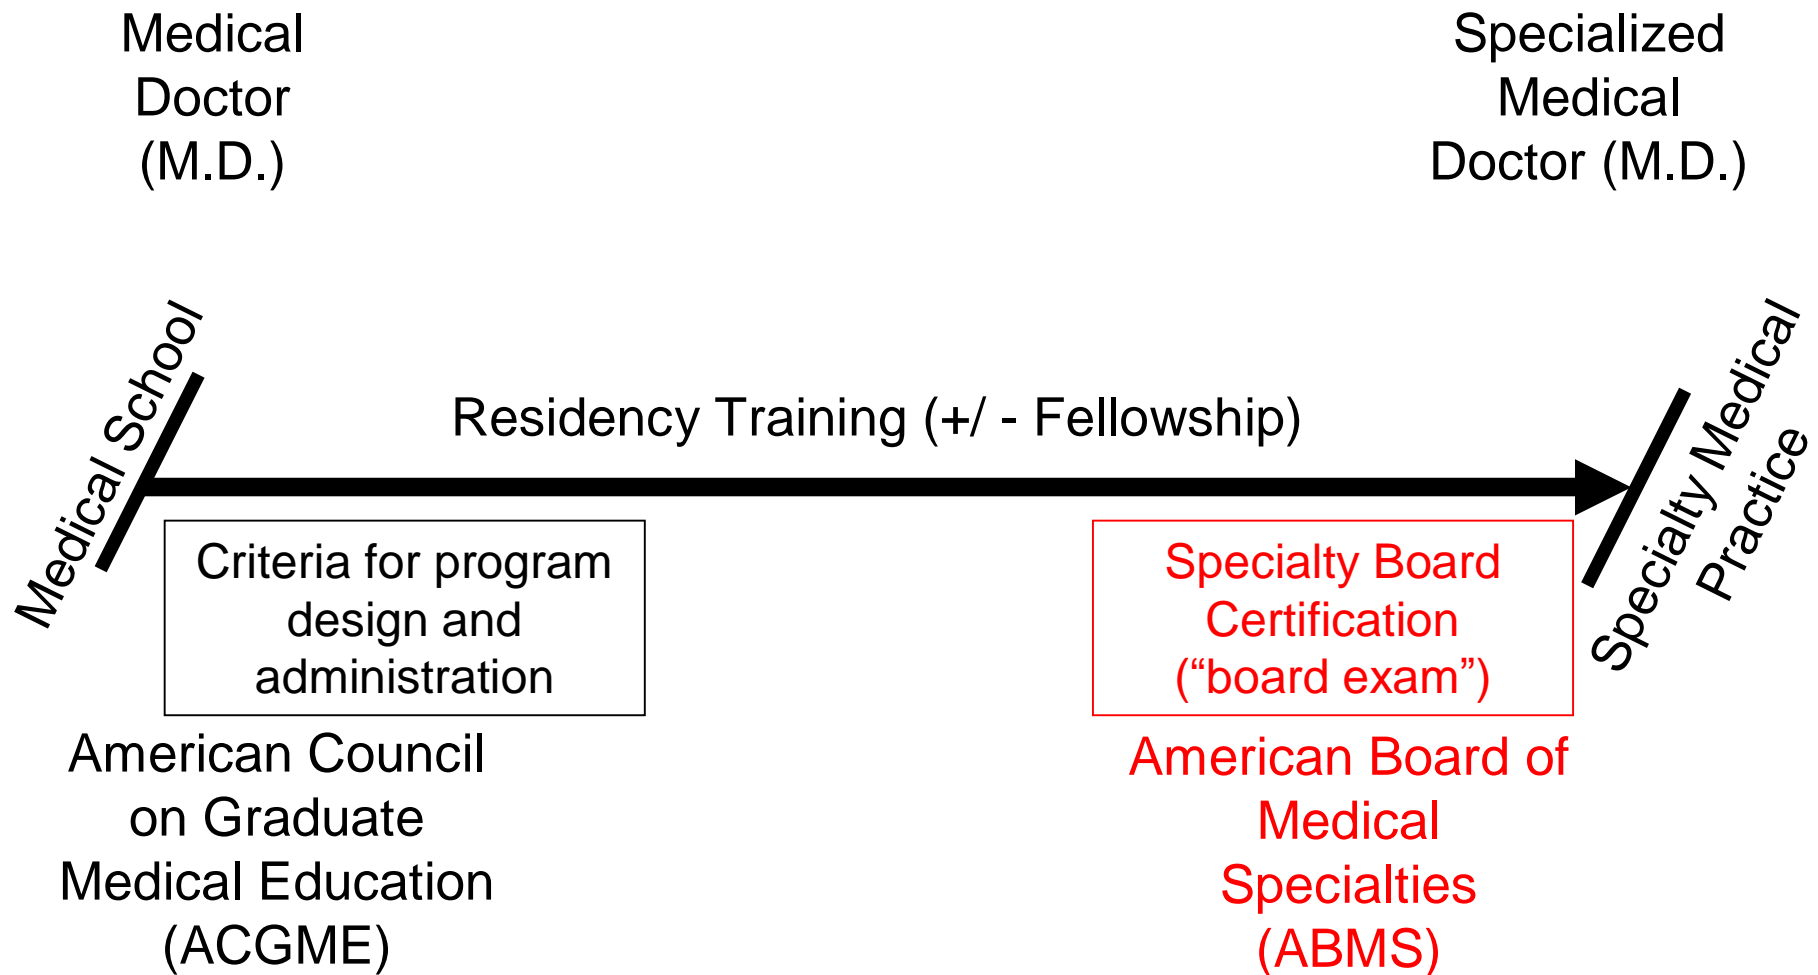 Medical
Doctor
(M.D.)
Specialized
Medical
Doctor (M.D.)
Medical School
Residency Training (+/ - Fellowship)
Specialty Medical
Practice
Criteria for program
design and
administration
Specialty Board
Certification
(“board exam”)
American Council
on Graduate
Medical Education
(ACGME)
American Board of
Medical
Specialties
(ABMS)